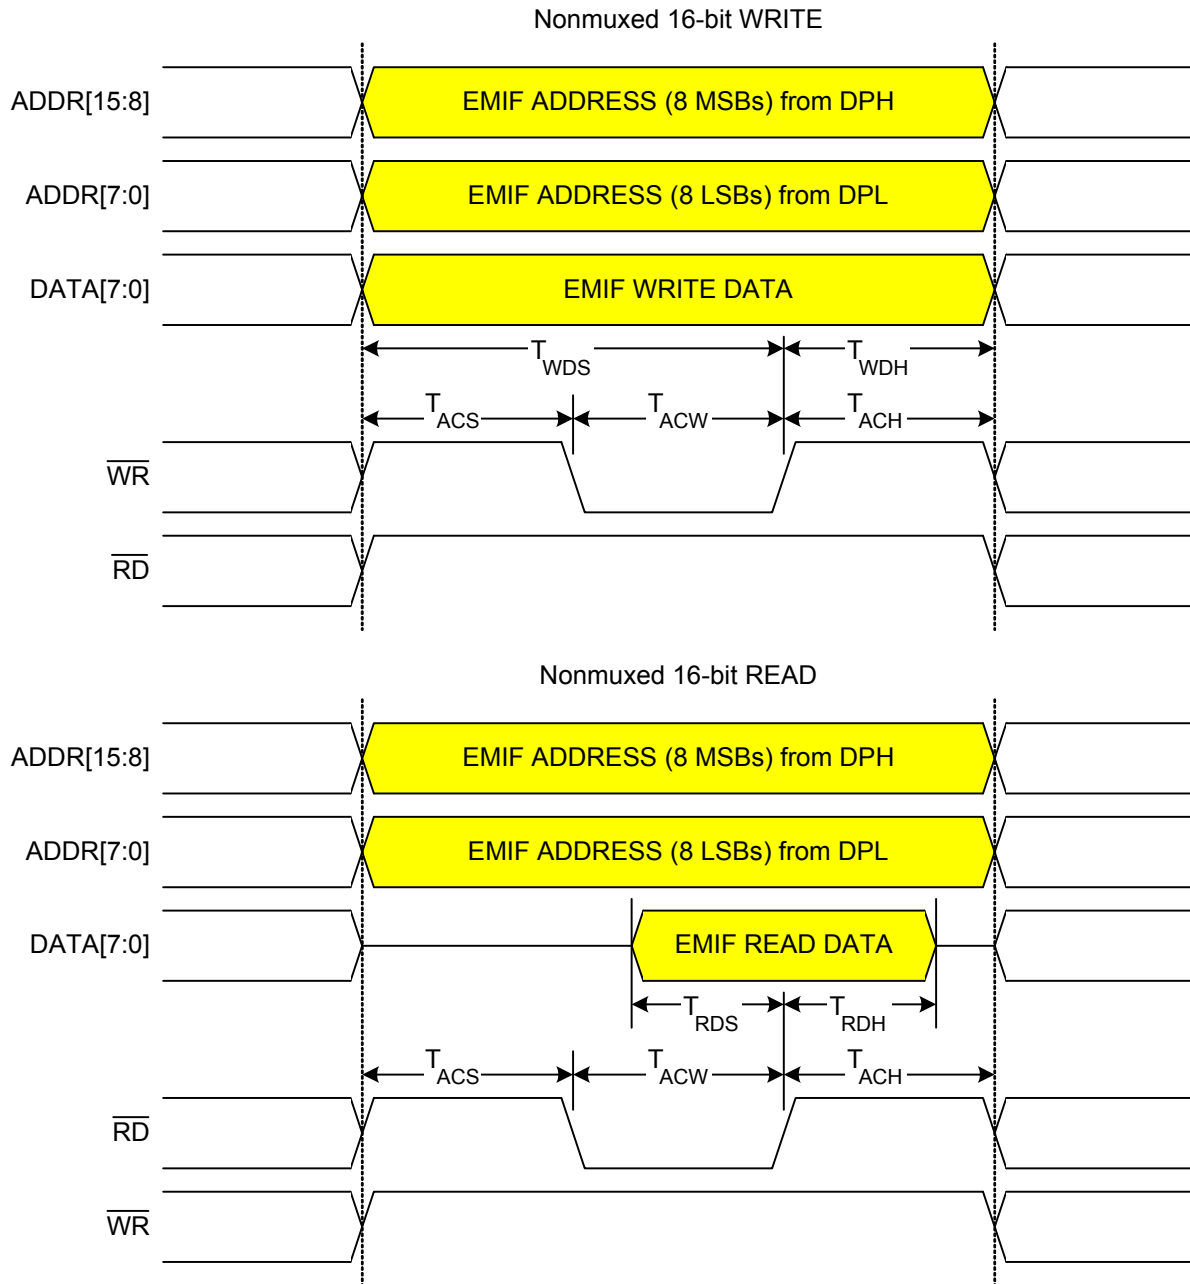 Nonmuxed 16-bit WRITE
ADDR[15:8]
EMIF ADDRESS (8 MSBs) from DPH
ADDR[7:0]
EMIF ADDRESS (8 LSBs) from DPL
DATA[7:0]
EMIF WRITE DATA
TWDS TWDH
TACS TACW TACH
WR
RD
Nonmuxed 16-bit READ
ADDR[15:8]
EMIF ADDRESS (8 MSBs) from DPH
ADDR[7:0]
EMIF ADDRESS (8 LSBs) from DPL
DATA[7:0]
EMIF READ DATA
TRDS TRDH
TACS TACW TACH
RD
WR